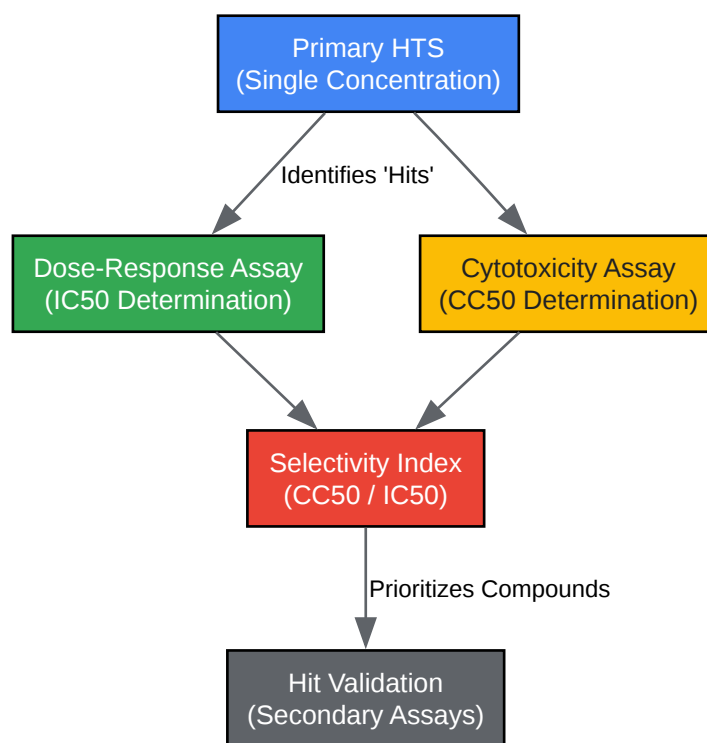 Primary HTS
(Single Concentration)
Identifies 'Hits'
Dose-Response Assay
(IC50 Determination)
Cytotoxicity Assay
(CC50 Determination)
Selectivity Index
(CC50 / IC50)
Prioritizes Compounds
Hit Validation
(Secondary Assays)